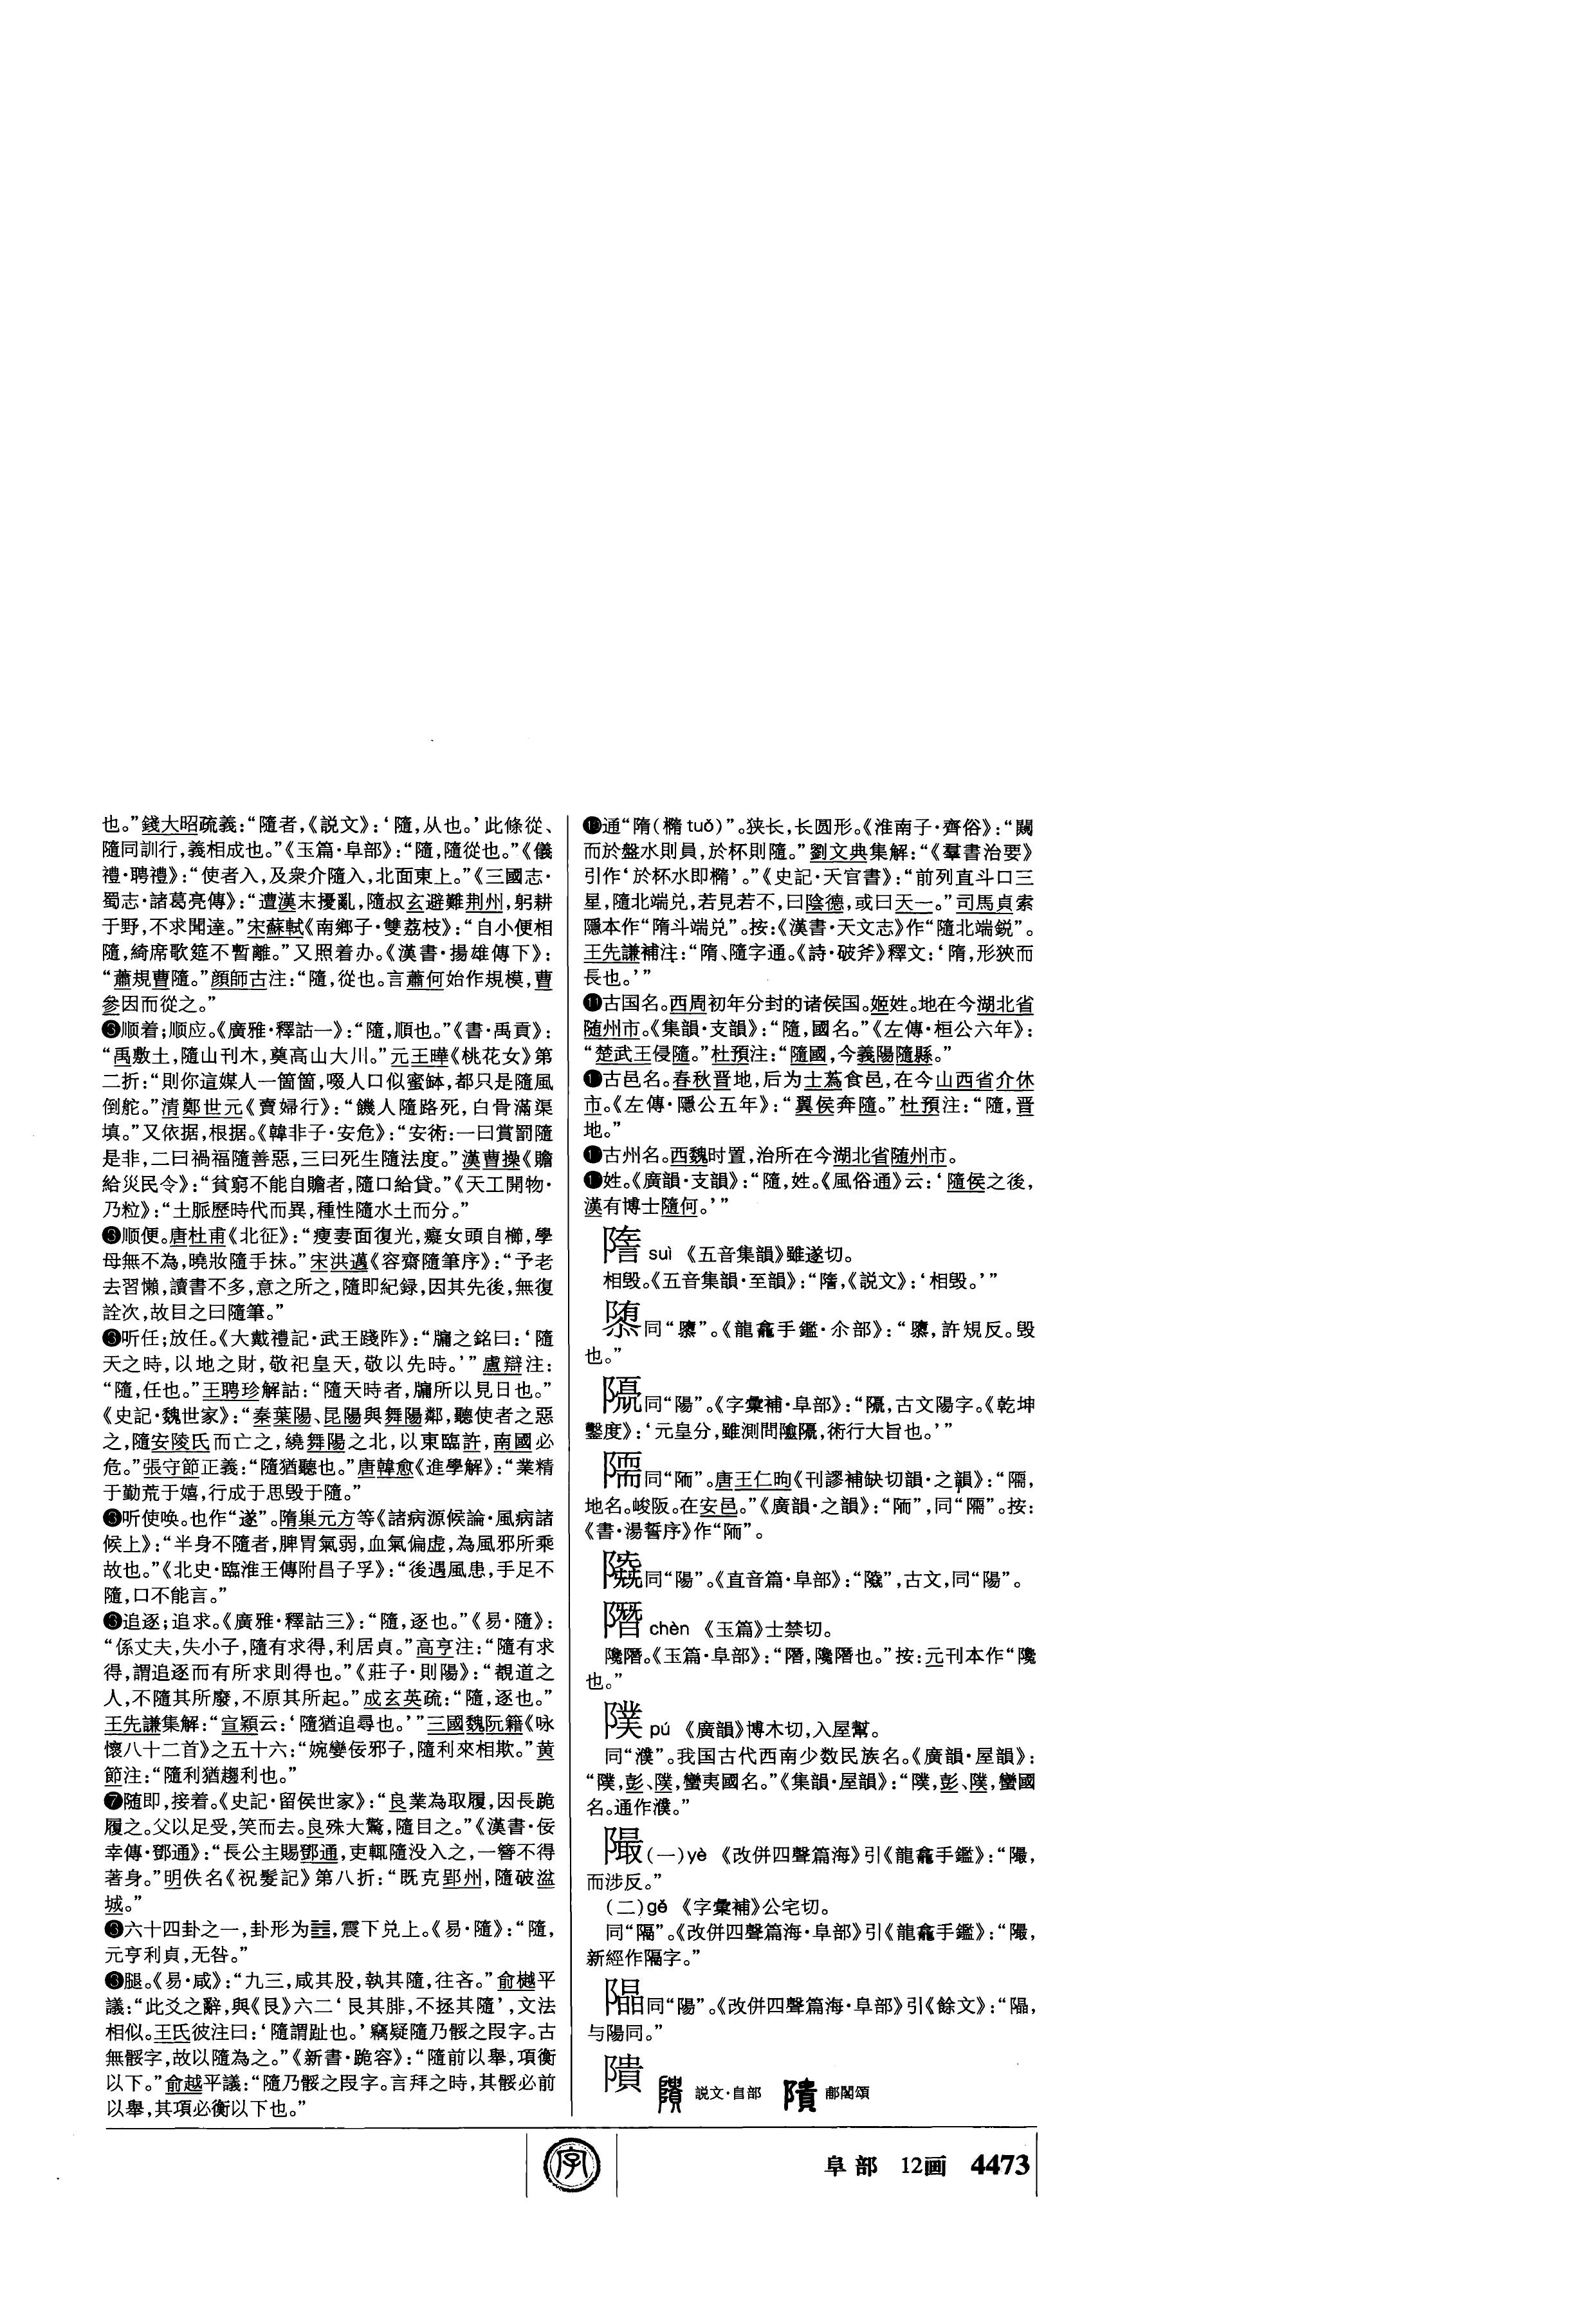 也。”錢大昭疏義:“隨者,《説文》:‘隨,从也。’此條從、
隨同訓行,義相成也。”《玉篇·阜部》:“隨,隨從也。”《儀
禮·聘禮》:“使者入,及衆介隨入,北面東上。”《三國志·
蜀志·諸葛亮傳》:“遭漢末擾亂,隨叔玄避難荆州,躬耕
于野,不求聞達。”宋蘇軾《南鄉子·雙荔枝》:“自小便相
隨,綺席歌筵不暫離。”又照着办。《漢書·揚雄傳下》:
“蕭規曹隨。”顔師古注:“隨,從也。言蕭何始作規模,曹
參因而從之。”
❸顺着;顺应。《廣雅·釋詁一》:“隨,順也。”《書·禹貢》:
“禹敷土,隨山刊木,奠高山大川。”元王曄《桃花女》第
二折:“則你這媒人一箇箇,啜人口似蜜鉢,都只是隨風
倒舵。”清鄭世元《賣婦行》:“饑人隨路死,白骨滿渠
填。”又依据,根据。《韓非子·安危》:“安術:一曰賞罰隨
是非,二曰禍福隨善惡,三曰死生隨法度。”漢曹操《贍
給災民令》:“貧窮不能自贍者,隨口給貸。”《天工開物·
乃粒》:“土脈歷時代而異,種性隨水土而分。”
❸顺便。唐杜甫《北征》:“瘦妻面復光,癡女頭自櫛,學
母無不為,曉妝隨手抹。”宋洪邁《容齋隨筆序》:“予老
去習懶,讀書不多,意之所之,隨即紀録,因其先後,無復
詮次,故目之曰隨筆。”
❸听任;放任。《大戴禮記·武王踐阼》:“牖之銘曰:‘隨
天之時,以地之財,敬祀皇天,敬以先時。’”盧辯注:
“隨,任也。”王聘珍解詁:“隨天時者,牖所以見日也。”
《史記·魏世家》:“秦葉陽、昆陽與舞陽鄰,聽使者之惡
之,隨安陵氏而亡之,繞舞陽之北,以東臨許,南國必
危。”張守節正義:“隨猶聽也。”唐韓愈《進學解》:“業精
于勤荒于嬉,行成于思毁于隨。”
❸听使唤。也作“遂”。隋巢元方等《諸病源候論·風病諸
候上》:“半身不隨者,脾胃氣弱,血氣偏虛,為風邪所乘
故也。”《北史·臨淮王傳附昌子孚》:“後遇風患,手足不
隨,口不能言。”
❸追逐;追求。《廣雅·釋詁三》:“隨,逐也。”《易·隨》:
“係丈夫,失小子,隨有求得,利居貞。”高亨注:“隨有求
得,謂追逐而有所求則得也。”《莊子·則陽》:“覩道之
人,不隨其所廢,不原其所起。”成玄英疏:“隨,逐也。”
王先謙集解:“宣穎云:‘隨猶追尋也。’”三國魏阮籍《咏
懷八十二首》之五十六:“婉孌佞邪子,隨利來相欺。”黄
節注:“隨利猶趨利也。”
❼随即,接着。《史記·留侯世家》:“良業為取履,因長跪
履之。父以足受,笑而去。良殊大驚,隨目之。”《漢書·佞
幸傳·鄧通》:“長公主賜鄧通,吏輒隨没入之,一簪不得
著身。”明佚名《祝髮記》第八折:“既克郢州,隨破湓
城。”
❸六十四卦之一,卦形为䷐,震下兑上。《易·隨》:“隨,
元亨利貞,无咎。”
❸腿。《易·咸》:“九三,咸其股,執其隨,往吝。”俞樾平
議:“此爻之辭,與《艮》六二‘艮其腓,不拯其隨’,文法
相似。王氏彼注曰:‘隨謂趾也。’竊疑隨乃骽之叚字。古
無骽字,故以隨為之。”《新書·跪容》:“隨前以舉,項衡
以下。”俞越平議:“隨乃骽之叚字。言拜之時,其骽必前
以舉,其項必衡以下也。”
❿通“隋(橢 tuǒ)”。狭长,长圆形。《淮南子·齊俗》:“闚
而於盤水則員,於杯則隨。”劉文典集解:“《羣書治要》
引作‘於杯水即橢’。”《史記·天官書》:“前列直斗口三
星,隨北端兑,若見若不,曰陰德,或曰天一。”司馬貞索
隱本作“隋斗端兑”。按:《漢書·天文志》作“隨北端鋭”。
王先謙補注:“隋、隨字通。《詩·破斧》釋文:‘隋,形狹而
長也。’”
⓫古国名。西周初年分封的诸侯国。姬姓。地在今湖北省
随州市。《集韻·支韻》:“隨,國名。”《左傳·桓公六年》:
“楚武王侵隨。”杜預注:“隨國,今義陽隨縣。”
❶古邑名。春秋晋地,后为士蔿食邑,在今山西省介休
市。《左傳·隱公五年》:“翼侯奔隨。”杜預注:“隨,晋
地。”
❶古州名。西魏时置,治所在今湖北省随州市。
❶姓。《廣韻·支韻》:“隨,姓。《風俗通》云:‘隨侯之後,
漢有博士隨何。’”
suì 《五音集韻》雖遂切。
相毁。《五音集韻·至韻》:“,《説文》:‘相毁。’”
同“”。《龍龕手鑑·尒部》:“,許規反。毁
也。”
同“陽”。《字彙補·阜部》:“,古文陽字。《乾坤
鑿度》:‘元皇分,雖測問,術行大旨也。’”
隭同“陑”。唐王仁昫《刊謬補缺切韻·之韻》:“隭,
地名。峻阪。在安邑。”《廣韻·之韻》:“陑”,同“隭”。按:
《書·湯誓序》作“陑”。
同“陽”。《直音篇·阜部》:“”,古文,同“陽”。
chèn 《玉篇》士禁切。
《玉篇·阜部》:“也。”按:元刊本作“
也。”
墣 pú 《廣韻》博木切,入屋幫。
同“濮”。我国古代西南少数民族名。《廣韻·屋韻》:
“彭、蠻夷國名。”《集韻·屋韻》:“彭、蠻國
名。通作濮。”
(一)yè 《改併四聲篇海》引《龍龕手鑑》:“,
而涉反。”
(二)gě 《字彙補》公宅切。
同“隔”。《改併四聲篇海·阜部》引《龍龕手鑑》:“,
新經作隔字。”
同“陽”。《改併四聲篇海·阜部》引《餘文》:“,
与陽同。”
隤 説文·𨸏部 郙閣頌
阜部 12画 4473